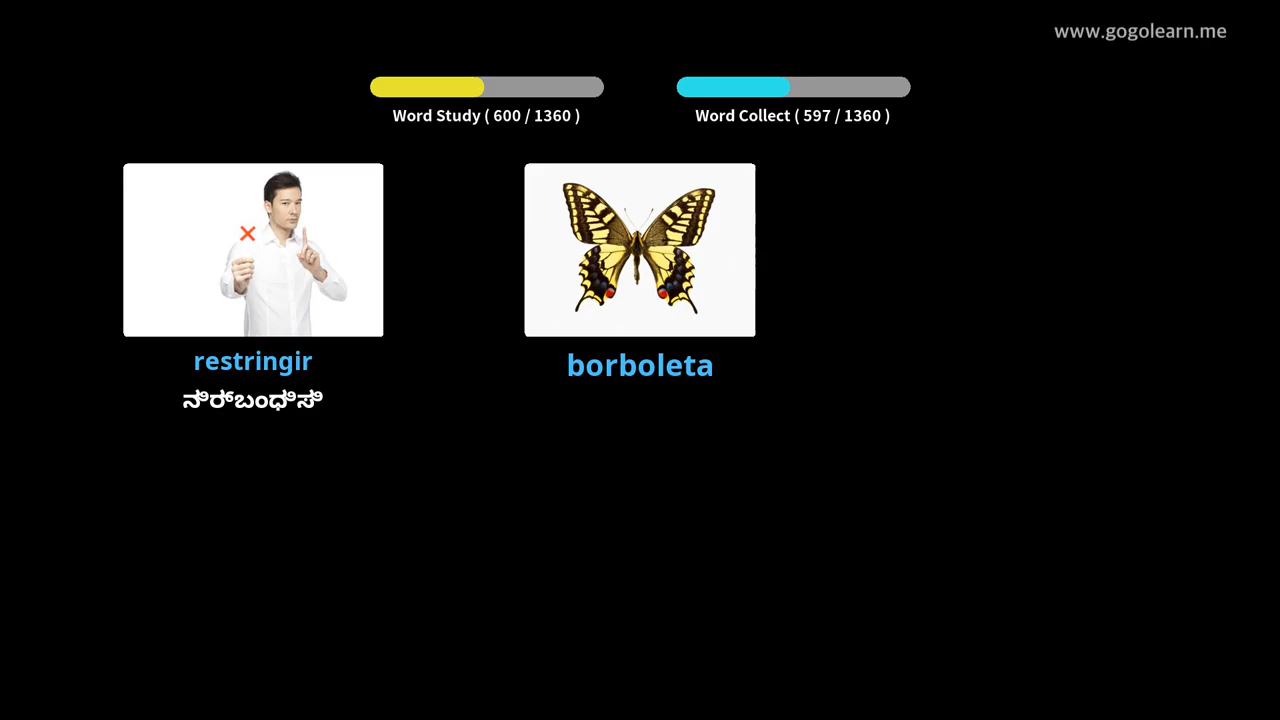 www.gogolearn.me
Word Study ( 600 / 1360 )
Word Collect ( 597 / 1360 )
restringir
ನಿರ್ಬಂಧಿಸಿ
borboleta